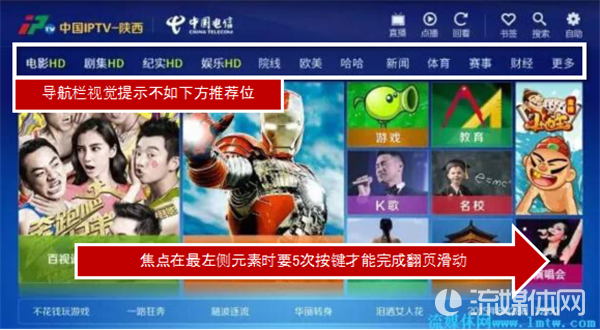 iP TV 中国IPTV-陕西 中国电信 CHINA TELECOM
直播 点播 回看 书签 搜索 自助
电影HD 剧集HD 纪实HD 娱乐HD 院线 欧美 哈哈 新闻 体育 赛事 财经 更多
导航栏视觉提示不如下方推荐位
游戏 教育
奔跑吧
K歌 名校
焦点在最左侧元素时要5次按键才能完成翻页滑动
百视通
演唱会
不花钱玩游戏 一路狂奔 随波逐流 华丽转身 泪洒女人花
流媒体网
流媒体网 www.lmtw.com